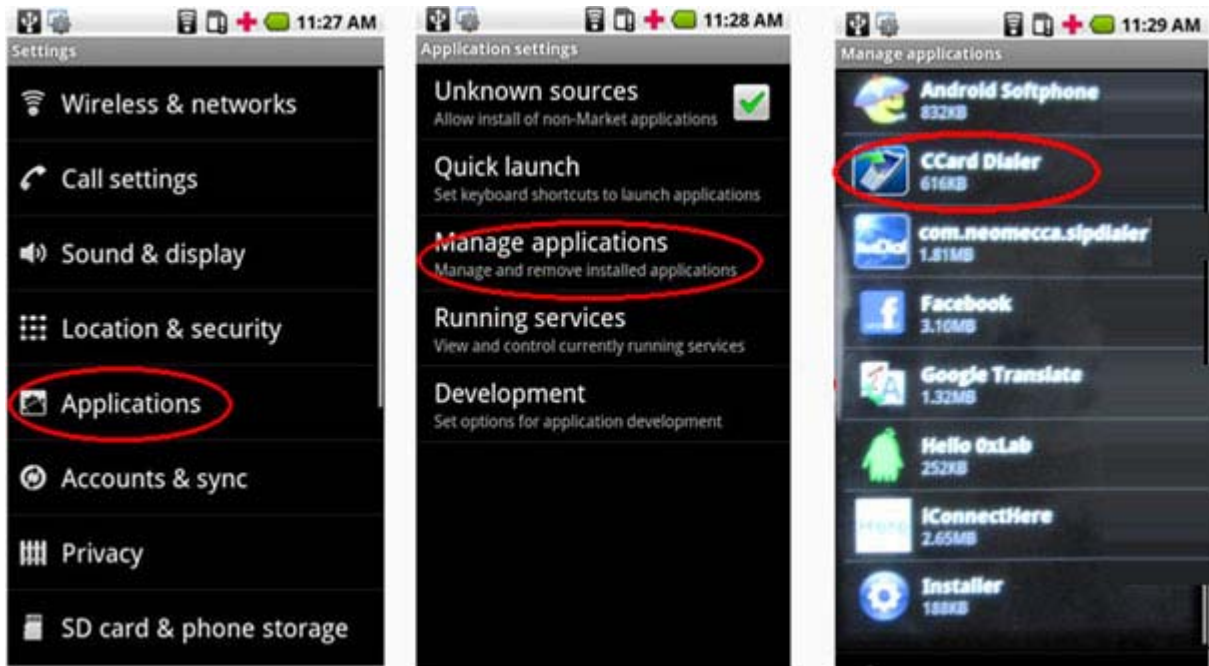 11:27 AM
Settings
Wireless & networks
Call settings
Sound & display
Location & security
Applications
Accounts & sync
Privacy
SD card & phone storage
11:28 AM
Application settings
Unknown sources
Allow install of non-Market applications
Quick launch
Set keyboard shortcuts to launch applications
Manage applications
Manage and remove installed applications
Running services
View and control currently running services
Development
Set options for application development
11:29 AM
Manage applications
Android Softphone
832KB
CCard Dialer
616KB
com.neomecca.sipdialer
1.81MB
Facebook
3.10MB
Google Translate
1.32MB
Hello 0xLab
252KB
iConnectHere
2.65MB
Installer
188KB